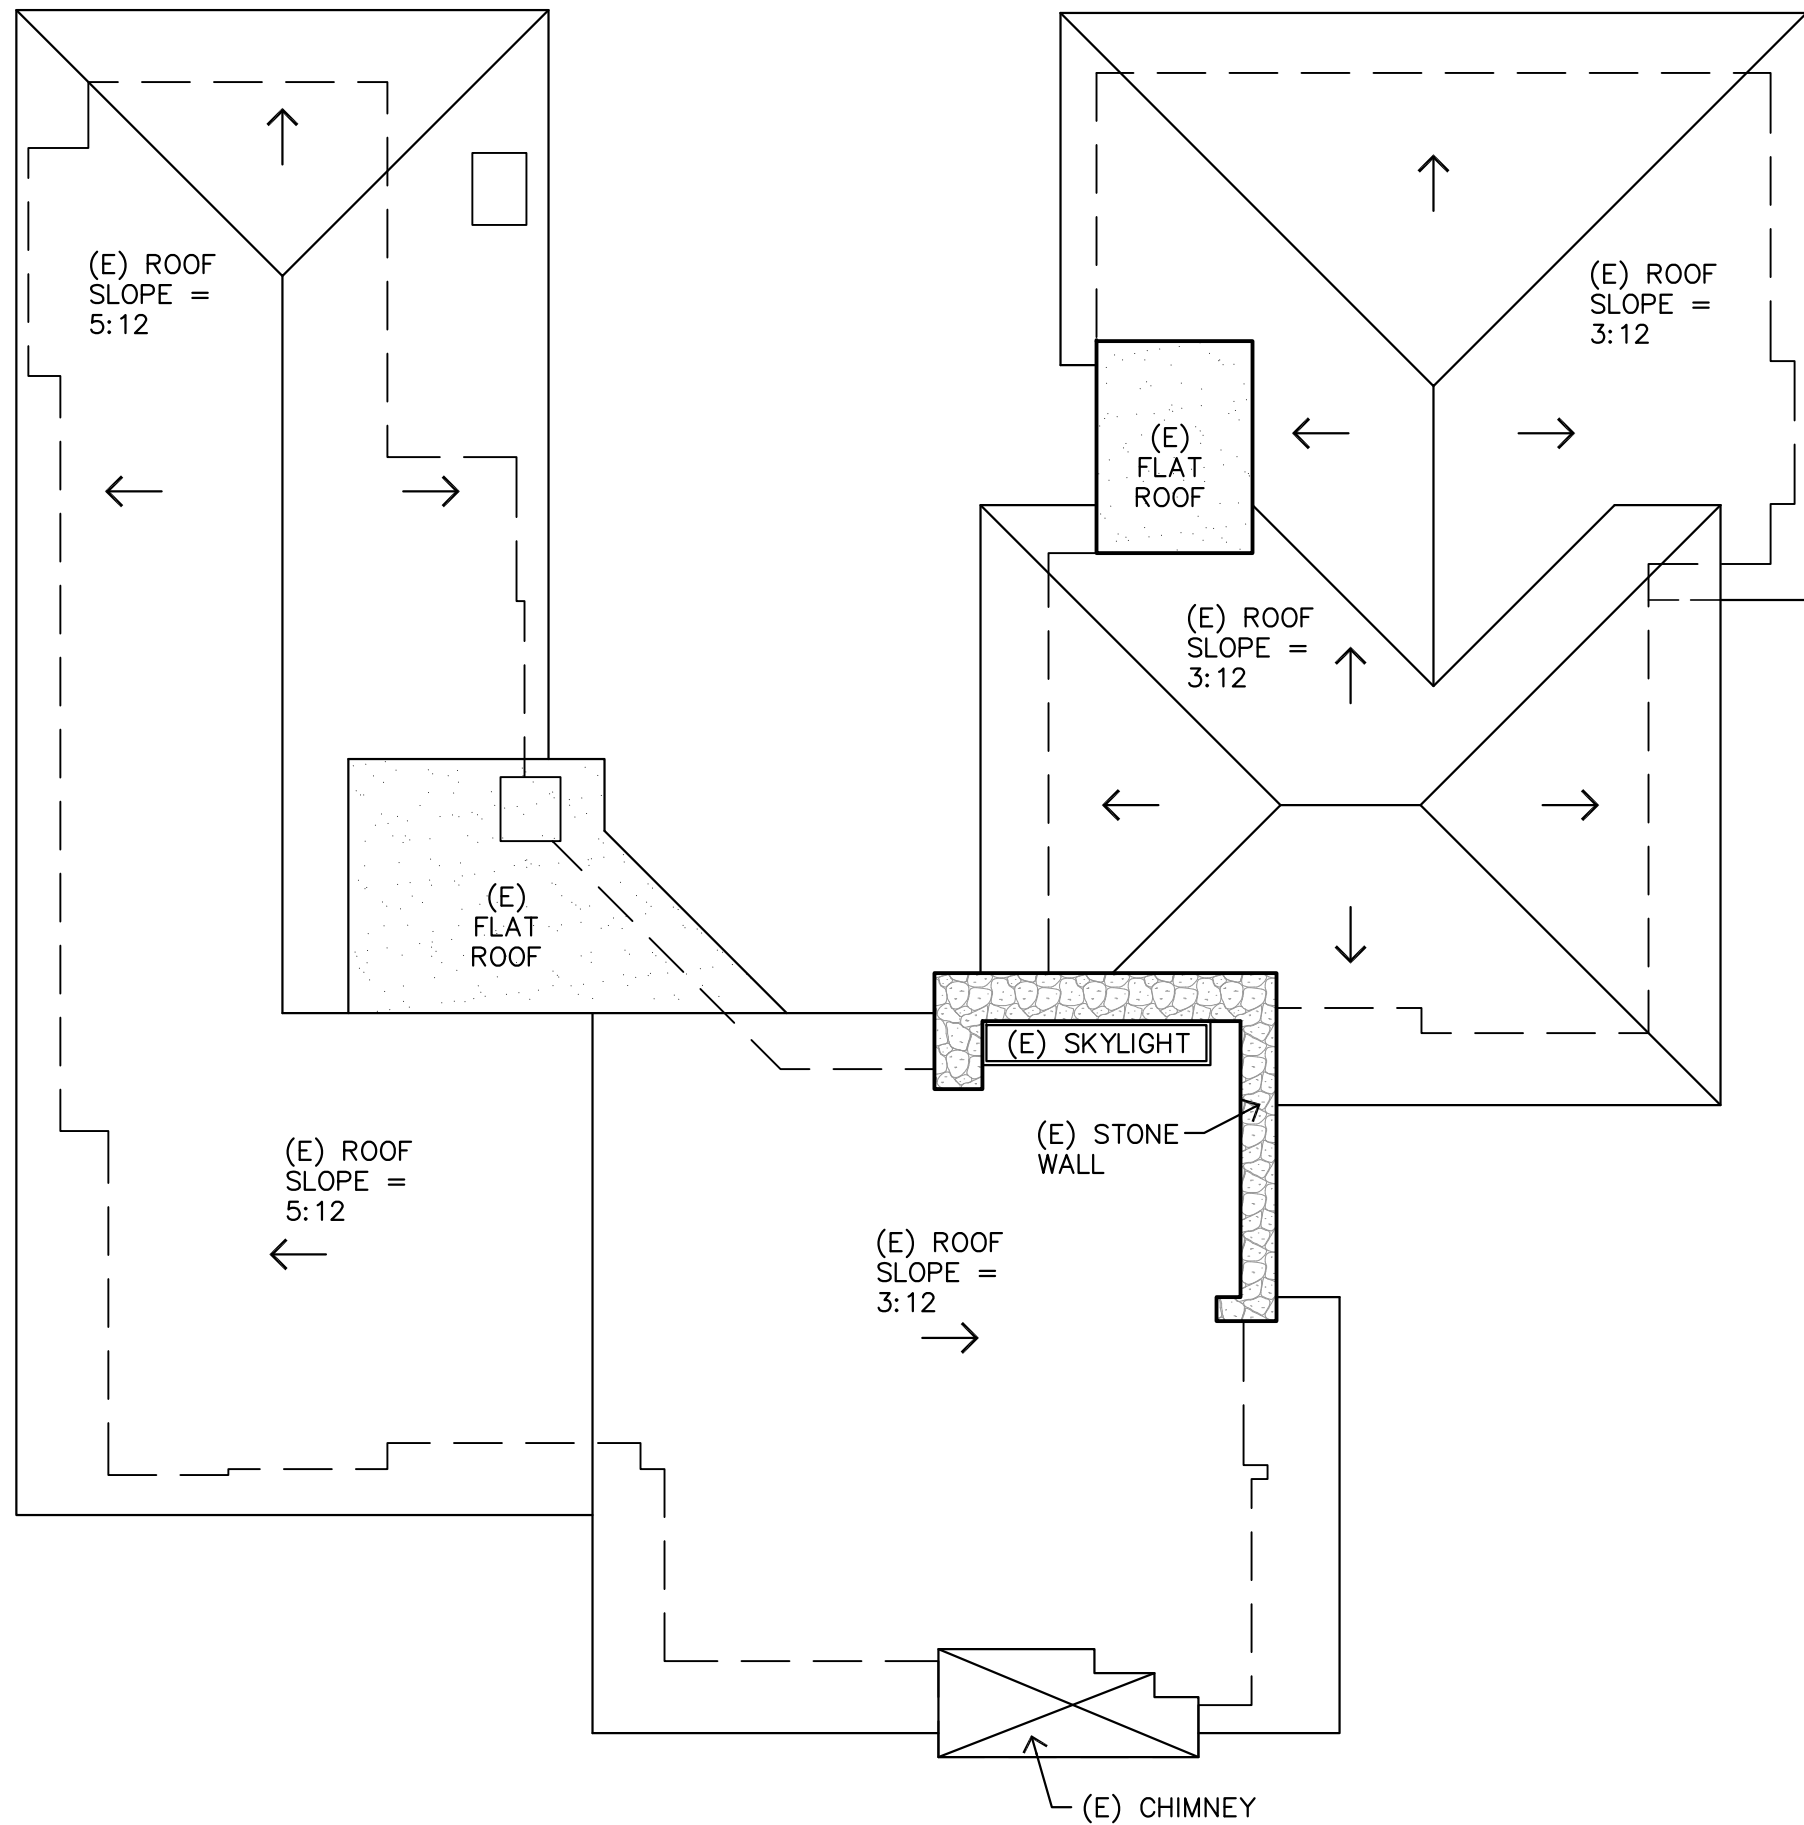 (E) ROOF
SLOPE =
5:12
(E) ROOF
SLOPE =
3:12
(E)
FLAT
ROOF
(E) ROOF
SLOPE =
3:12
(E)
FLAT
ROOF
(E) SKYLIGHT
(E) STONE
WALL
(E) ROOF
SLOPE =
5:12
(E) ROOF
SLOPE =
3:12
(E) CHIMNEY